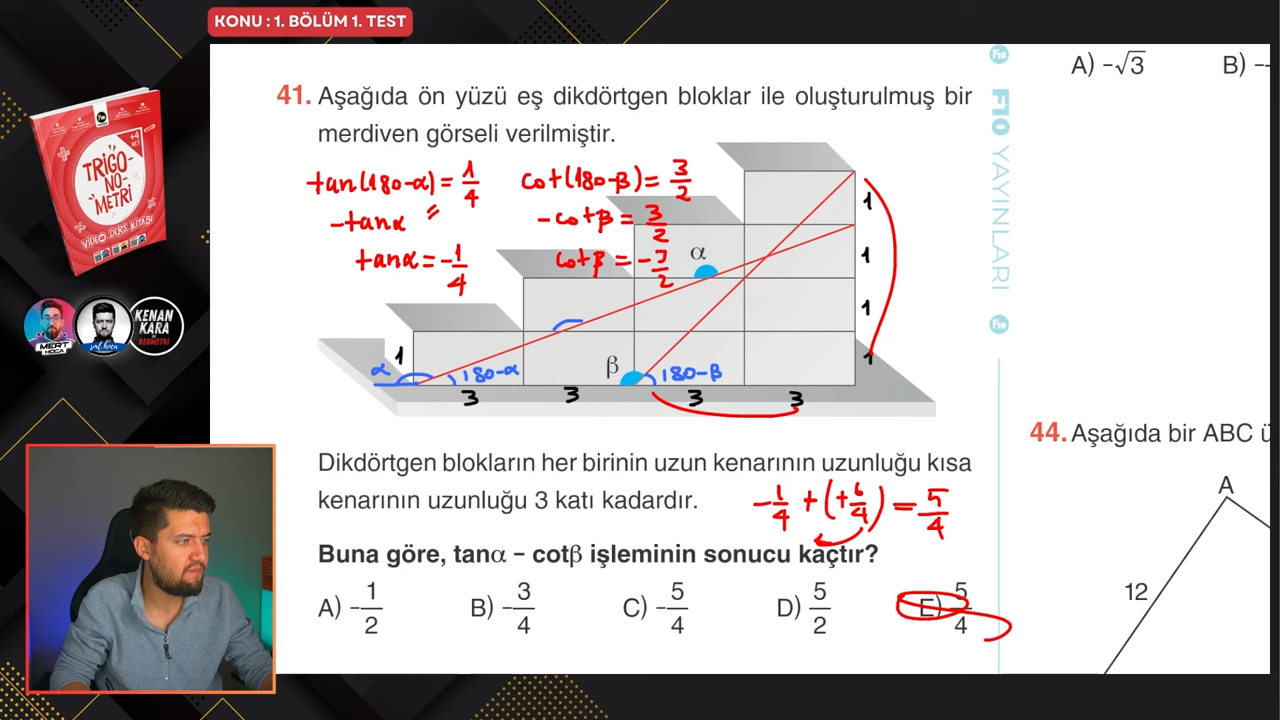 KONU : 1. BÖLÜM 1. TEST
+4 NET
TRİGO-
NO-
METRİ
VİDEO DERS KİTABI
MERT HOCA
KENAN
KARA
GEOMETRİ
41. Aşağıda ön yüzü eş dikdörtgen bloklar ile oluşturulmuş bir
merdiven görseli verilmiştir.
tan(180-α) = 1/4
-tanα
tanα = -1/4
cot(180-β) = 3/2
-cotβ = 3/2
cotβ = -3/2
α
1
1
1
1
1
α
180-α
β
180-β
3
3
3
3
Dikdörtgen blokların her birinin uzun kenarının uzunluğu kısa
kenarının uzunluğu 3 katı kadardır.
-1/4 + (+6/4) = 5/4
Buna göre, tanα - cotβ işleminin sonucu kaçtır?
A) -1/2
B) -3/4
C) -5/4
D) 5/2
E) 5/4
F10 YAYINLARI
A) -√3
B) -
44. Aşağıda bir ABC ü
A
12